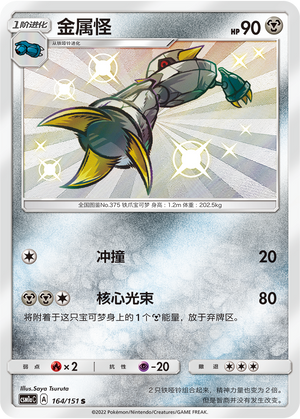 1阶进化
金属怪
HP90
从铁哑铃进化
全国图鉴No.375 铁爪宝可梦 身高：1.2m 体重：202.5kg
冲撞 20
核心光束 80
将附着于这只宝可梦身上的1个能量，放于弃牌区。
弱点 ×2 抵抗力 -20 撤退
Illus.Saya Tsuruta
2只铁哑铃组合起来，精神力量也变为2倍。
csm1aC A 164/151 S
©2022 Pokémon/Nintendo/Creatures/GAME FREAK.